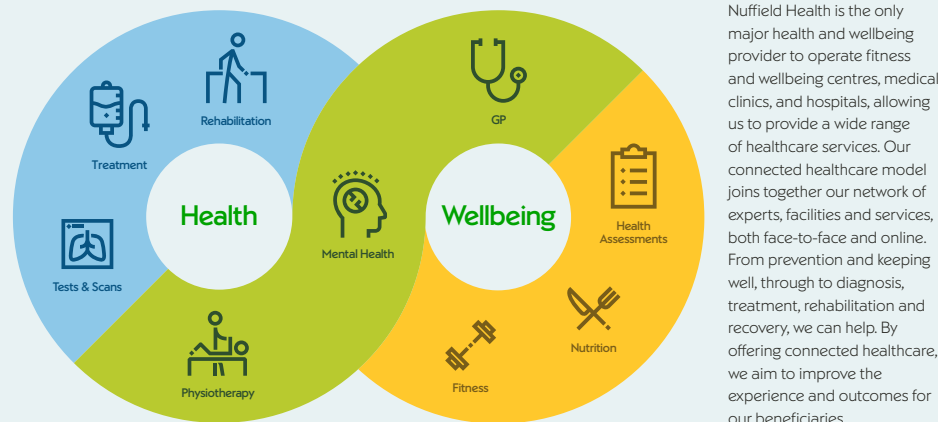 Rehabilitation
Treatment
Tests & Scans
Health
Physiotherapy
Mental Health
GP
Wellbeing
Health
Assessments
Nutrition
Fitness
Nuffield Health is the only
major health and wellbeing
provider to operate fitness
and wellbeing centres, medical
clinics, and hospitals, allowing
us to provide a wide range
of healthcare services. Our
connected healthcare model
joins together our network of
experts, facilities and services,
both face-to-face and online.
From prevention and keeping
well, through to diagnosis,
treatment, rehabilitation and
recovery, we can help. By
offering connected healthcare,
we aim to improve the
experience and outcomes for
our beneficiaries